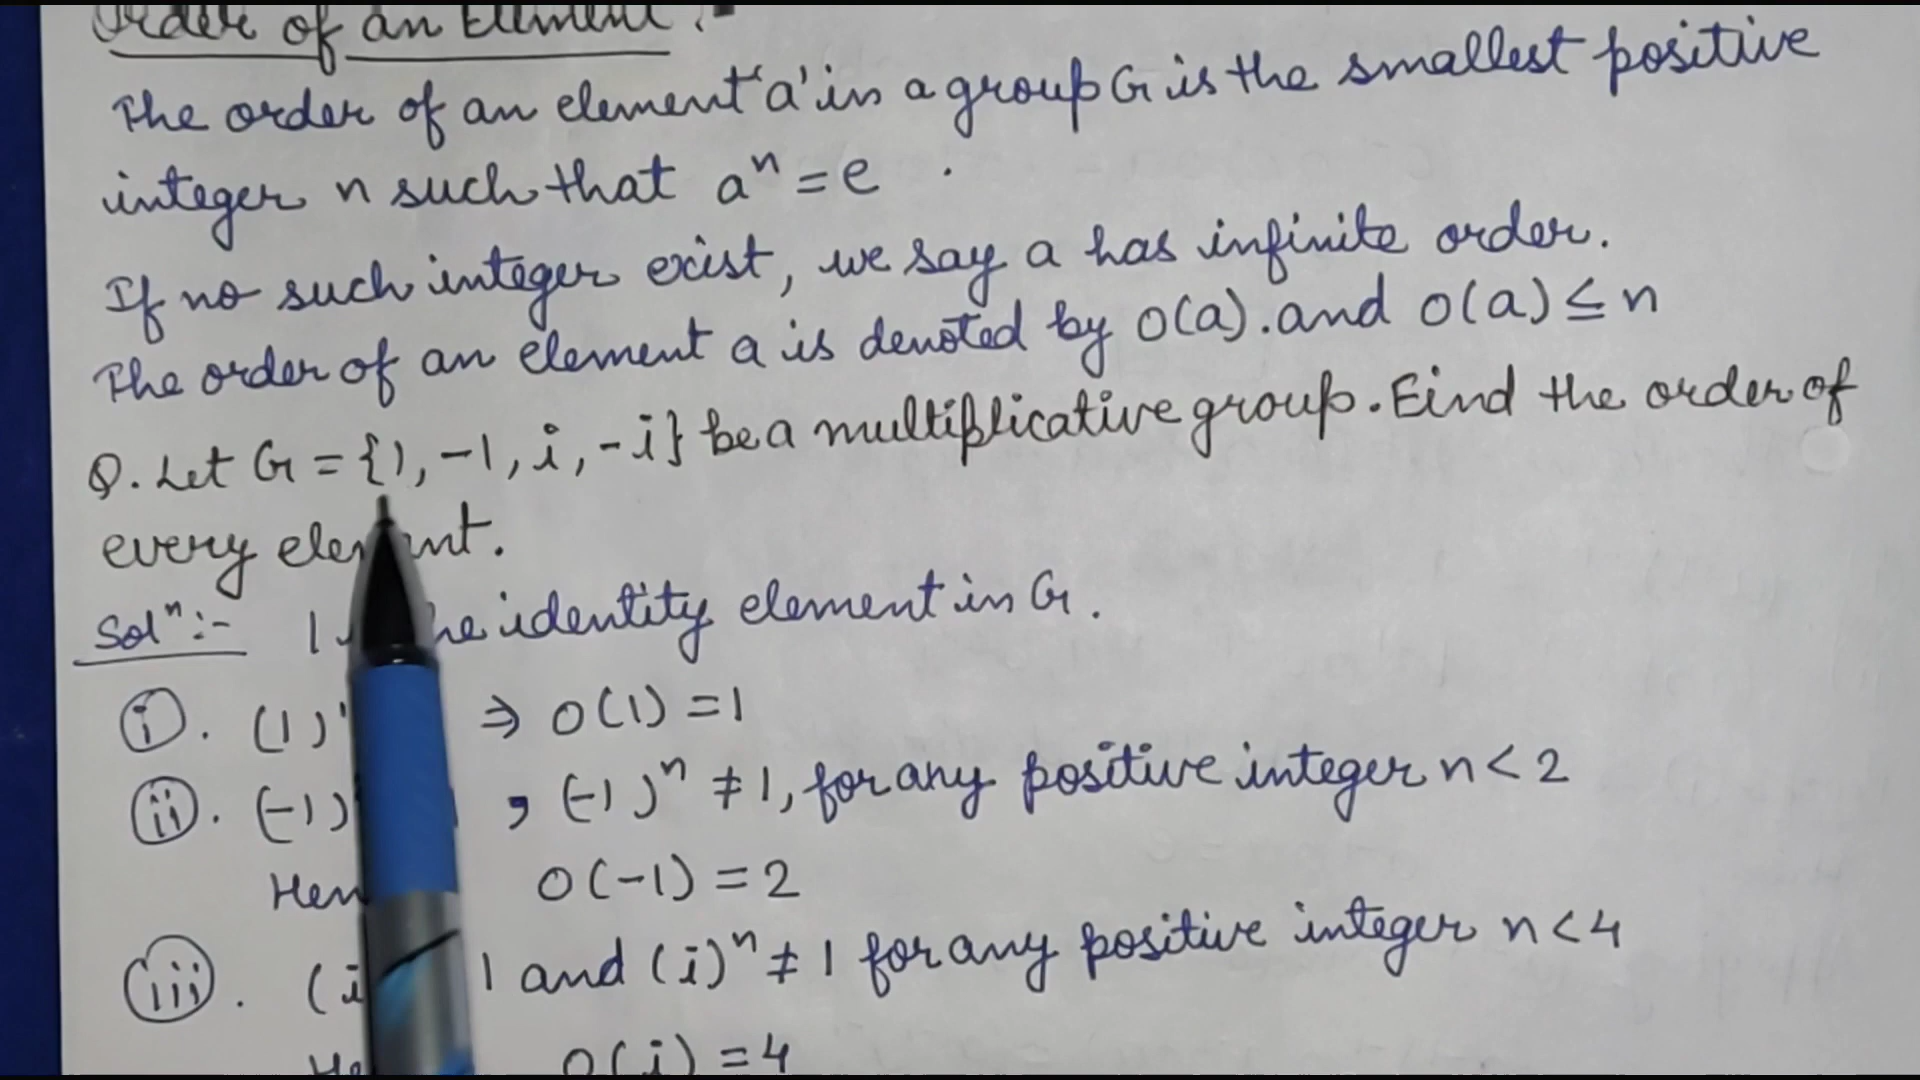 Order of an Element :-
The order of an element 'a' in a group G is the smallest positive
integer n such that aⁿ = e .
If no such integer exist, we say a has infinite order.
The order of an element a is denoted by O(a). and O(a) ≤ n
Q. Let G = {1, -1, i, -i} be a multiplicative group. Find the order of
every element.
Solⁿ :- 1 the identity element in G.
(i). (1) ⇒ O(1) = 1
(ii). (-1) , (-1)ⁿ ≠ 1, for any positive integer n < 2
O(-1) = 2
(iii). (i 1 and (i)ⁿ ≠ 1 for any positive integer n < 4
O(i) = 4